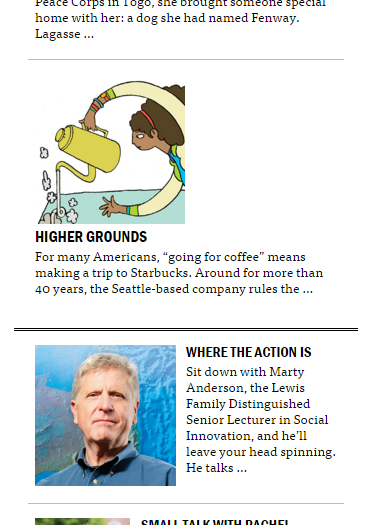 Peace Corps in Togo, she brought someone special
home with her: a dog she had named Fenway.
Lagasse ...
HIGHER GROUNDS
For many Americans, “going for coffee” means
making a trip to Starbucks. Around for more than
40 years, the Seattle-based company rules the ...
WHERE THE ACTION IS
Sit down with Marty
Anderson, the Lewis
Family Distinguished
Senior Lecturer in Social
Innovation, and he’ll
leave your head spinning.
He talks ...
SMALL TALK WITH RACHEL